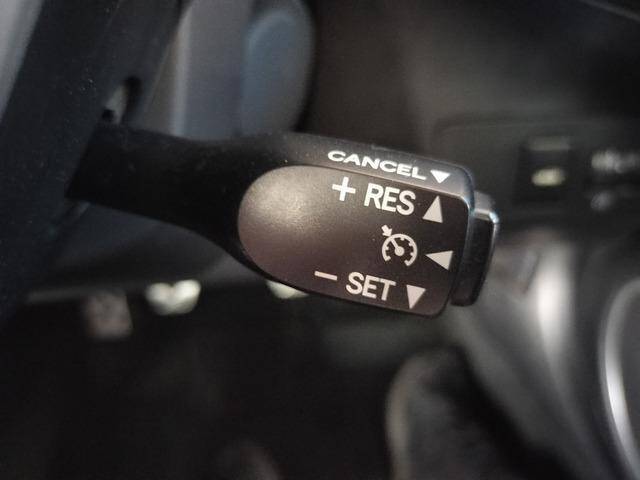 CANCEL▼
+ RES ▲
◀
− SET ▼